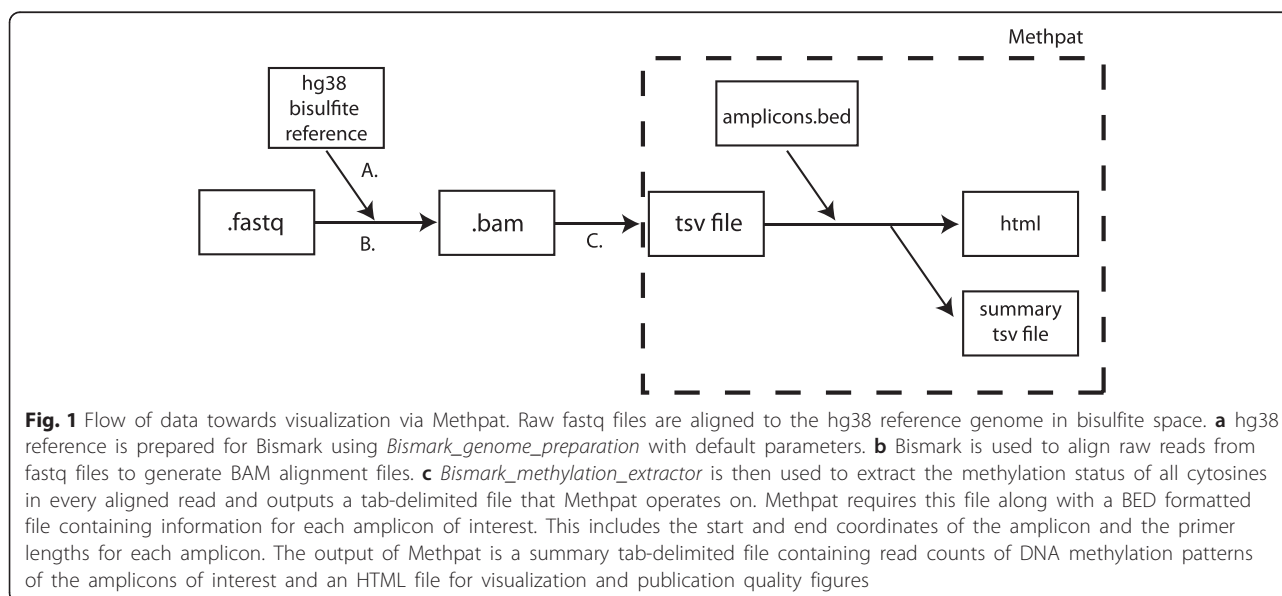 Methpat
hg38
bisulfite
reference
amplicons.bed
A.
.fastq
.bam
tsv file
html
B.
C.
summary
tsv file
Fig. 1 Flow of data towards visualization via Methpat. Raw fastq files are aligned to the hg38 reference genome in bisulfite space. a hg38
reference is prepared for Bismark using Bismark_genome_preparation with default parameters. b Bismark is used to align raw reads from
fastq files to generate BAM alignment files. c Bismark_methylation_extractor is then used to extract the methylation status of all cytosines
in every aligned read and outputs a tab-delimited file that Methpat operates on. Methpat requires this file along with a BED formatted
file containing information for each amplicon of interest. This includes the start and end coordinates of the amplicon and the primer
lengths for each amplicon. The output of Methpat is a summary tab-delimited file containing read counts of DNA methylation patterns
of the amplicons of interest and an HTML file for visualization and publication quality figures